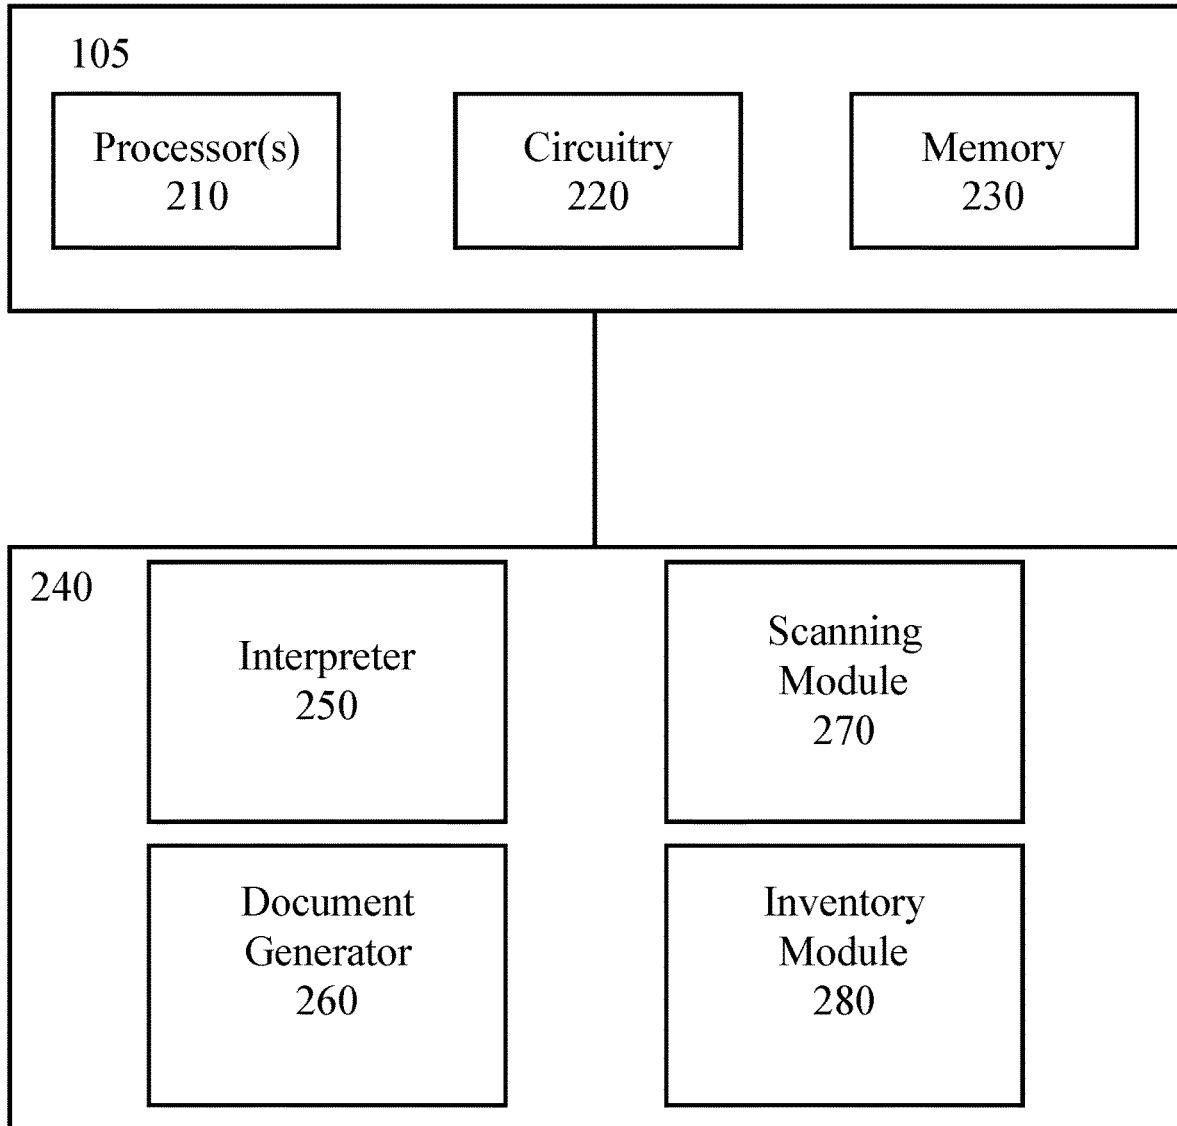 105
Processor(s)
210
Circuitry
220
Memory
230
240
Interpreter
250
Scanning
Module
270
Document
Generator
260
Inventory
Module
280